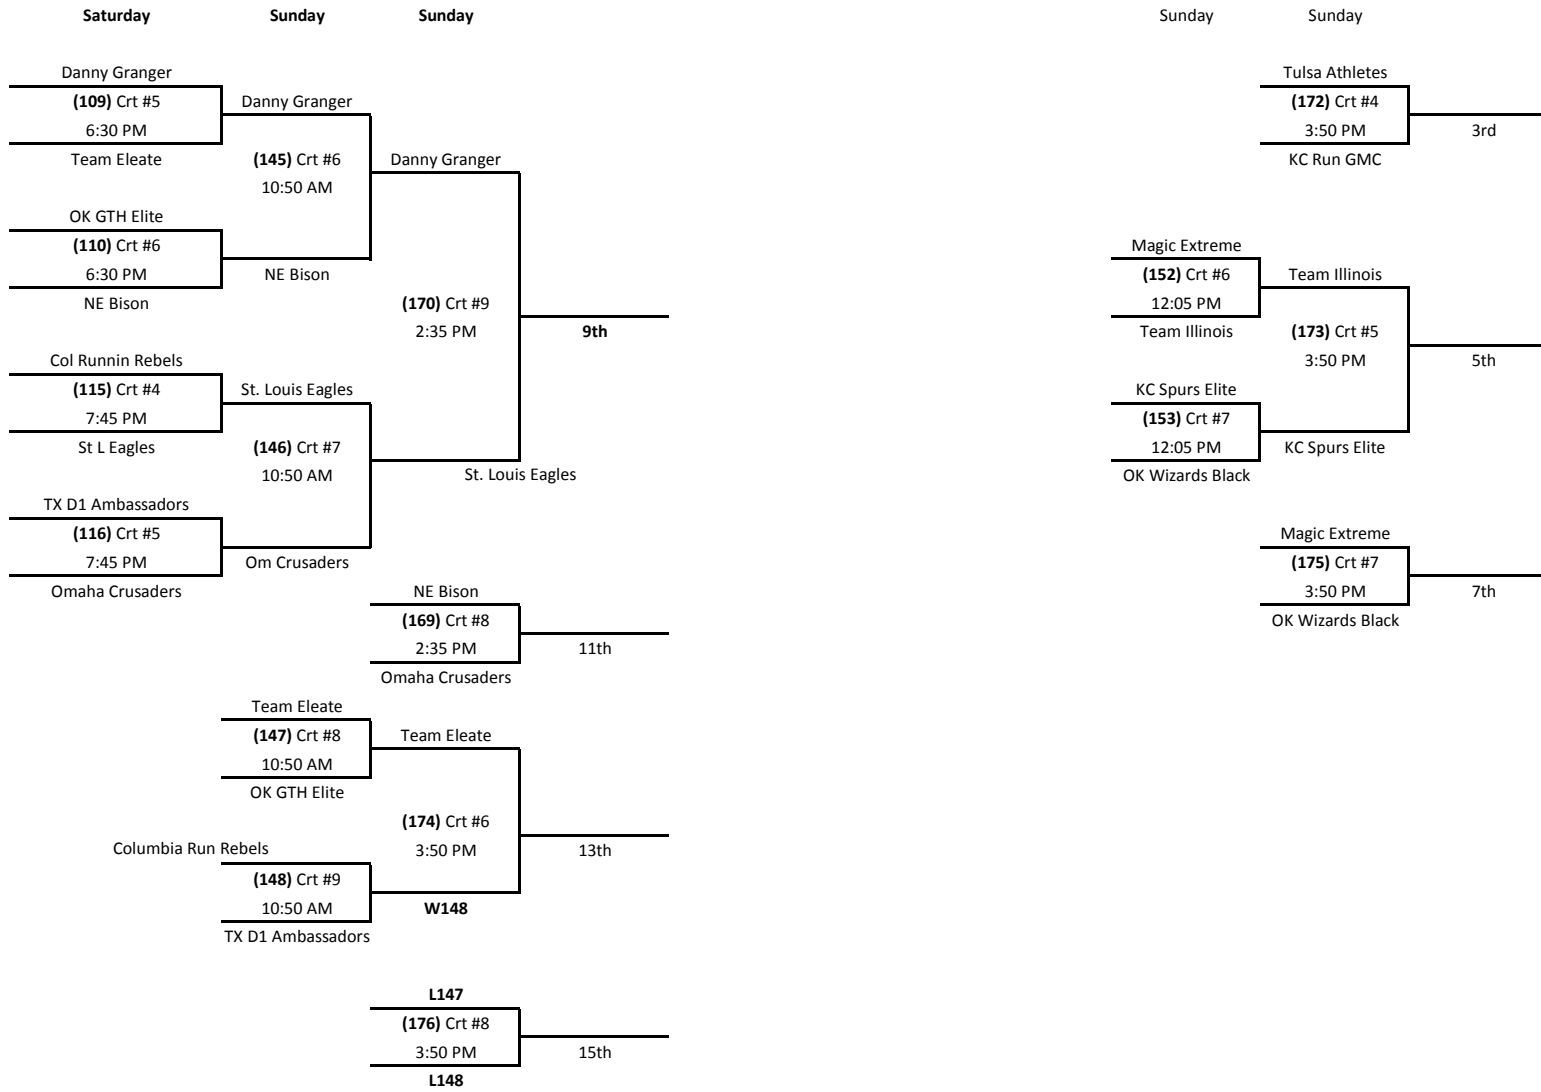 Saturday Sunday Sunday Sunday Sunday
Danny Granger Tulsa Athletes
(109) Crt #5 Danny Granger (172) Crt #4
6:30 PM 3:50 PM 3rd
Team Eleate (145) Crt #6 Danny Granger KC Run GMC
10:50 AM
OK GTH Elite
(110) Crt #6 Magic Extreme
6:30 PM NE Bison (152) Crt #6 Team Illinois
NE Bison (170) Crt #9 12:05 PM
2:35 PM 9th Team Illinois (173) Crt #5
Col Runnin Rebels 3:50 PM 5th
(115) Crt #4 St. Louis Eagles KC Spurs Elite
7:45 PM (153) Crt #7
St L Eagles (146) Crt #7 12:05 PM KC Spurs Elite
10:50 AM St. Louis Eagles OK Wizards Black
TX D1 Ambassadors
(116) Crt #5 Magic Extreme
7:45 PM Om Crusaders (175) Crt #7
Omaha Crusaders NE Bison 3:50 PM 7th
(169) Crt #8 OK Wizards Black
2:35 PM 11th
Omaha Crusaders
Team Eleate
(147) Crt #8 Team Eleate
10:50 AM
OK GTH Elite
(174) Crt #6
Columbia Run Rebels 3:50 PM 13th
(148) Crt #9
10:50 AM W148
TX D1 Ambassadors
L147
(176) Crt #8
3:50 PM 15th
L148